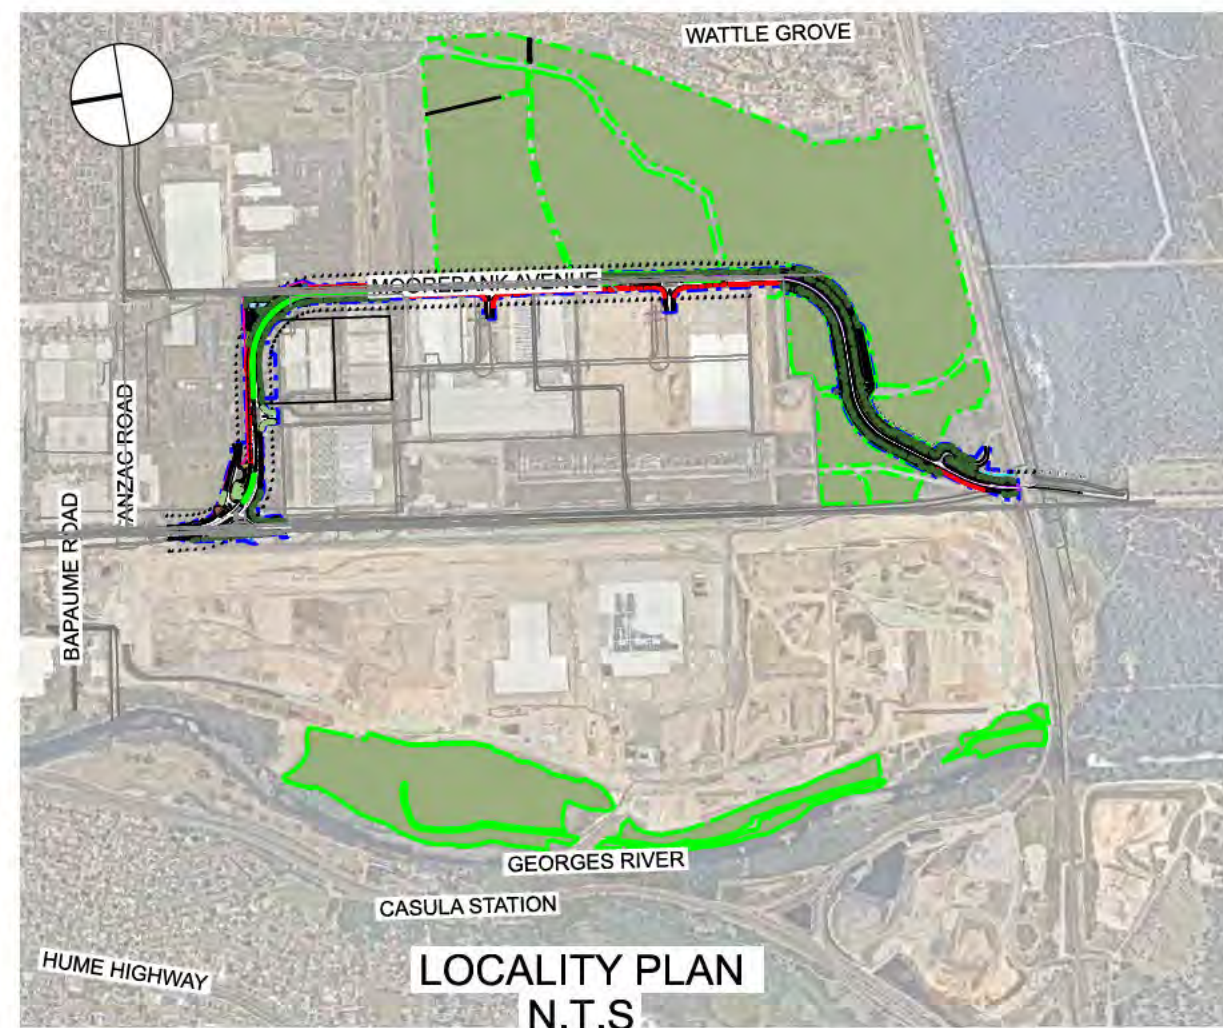 WATTLE GROVE
MOOREBANK AVENUE
ANZAC ROAD
BAPAUME ROAD
GEORGES RIVER
CASULA STATION
HUME HIGHWAY
LOCALITY PLAN
N.T.S